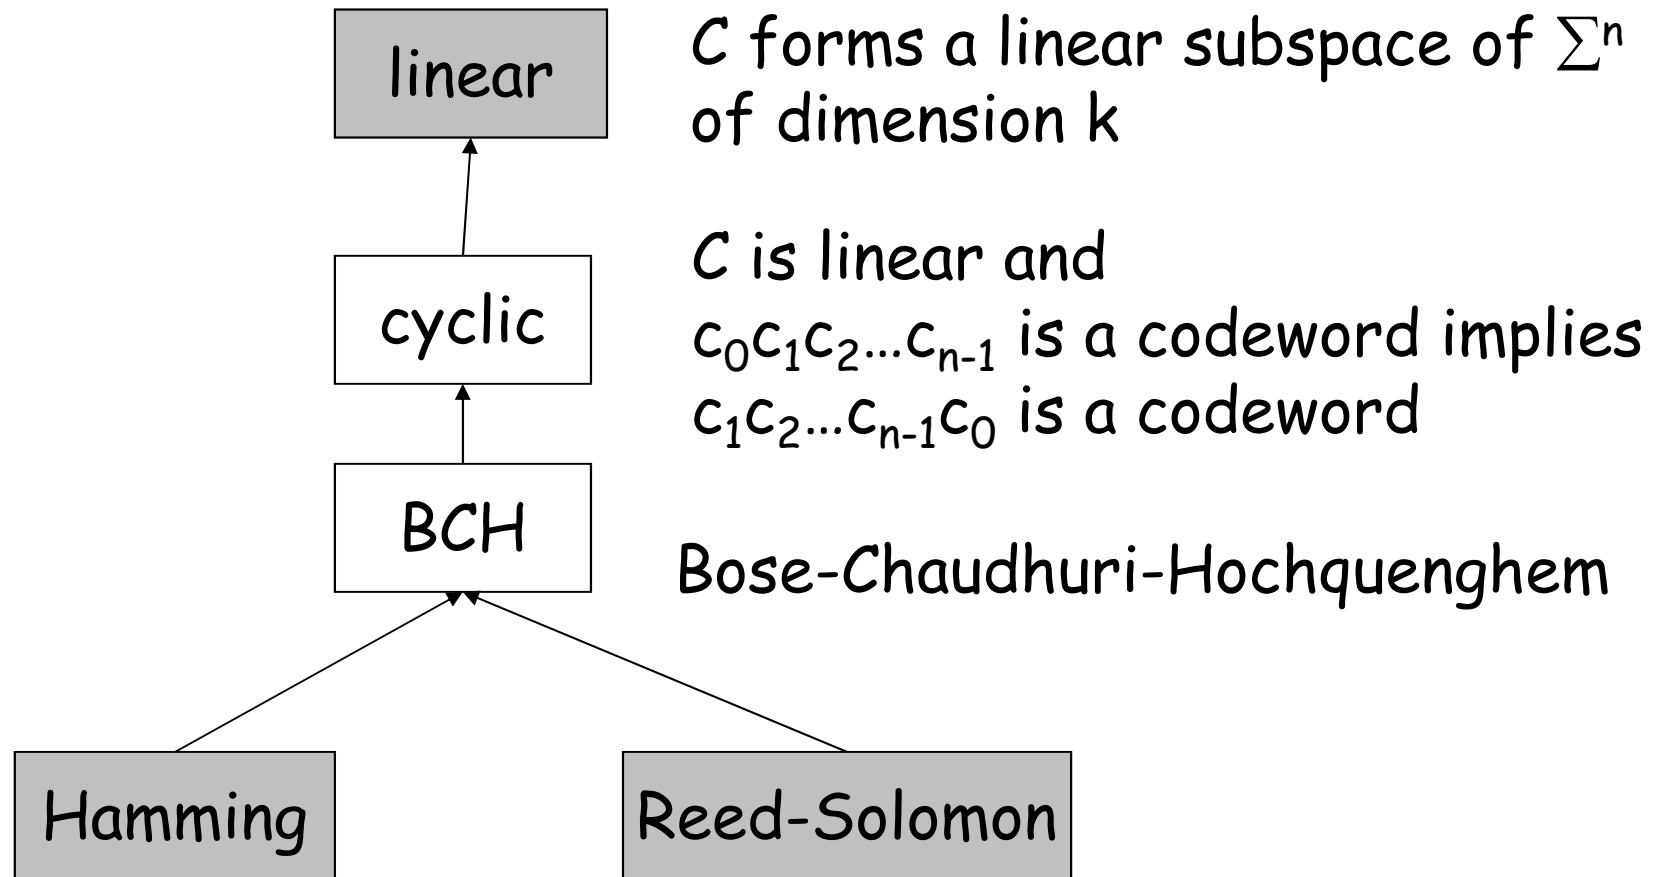 linear
C forms a linear subspace of ∑ⁿ
of dimension k
cyclic
C is linear and
c₀c₁c₂…cₙ₋₁ is a codeword implies
c₁c₂…cₙ₋₁c₀ is a codeword
BCH
Bose-Chaudhuri-Hochquenghem
Hamming
Reed-Solomon